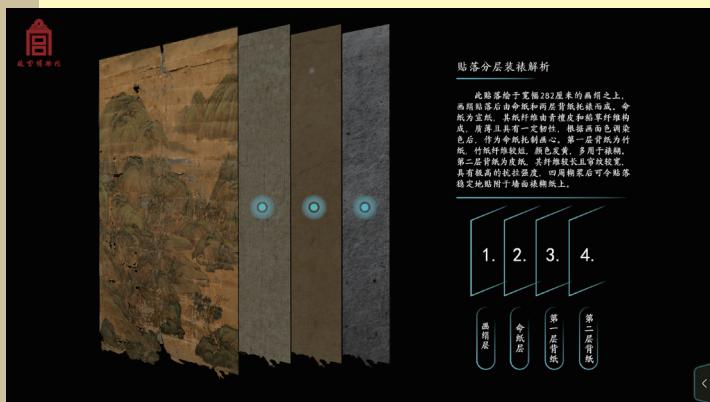 故宫博物院
贴落分层装裱解析
此贴落绘于宽幅282厘米的画绢之上。
画绢贴落后由命纸和两层背纸托裱而成。命
纸为宣纸，其纸纤维由青檀皮和稻草纤维构
成，质薄且具有一定韧性，根据画面色调染
色后，作为命纸托制画心。第一层背纸为竹
纸，竹纸纤维较短，颜色发黄，多用于裱糊。
第二层背纸为皮纸，其纤维较长且帘纹较宽，
具有极高的抗拉强度，四周糊浆后可令贴落
稳定地贴附于墙面裱糊纸上。
1. 2. 3. 4.
画绢层
命纸层
第一层背纸
第二层背纸